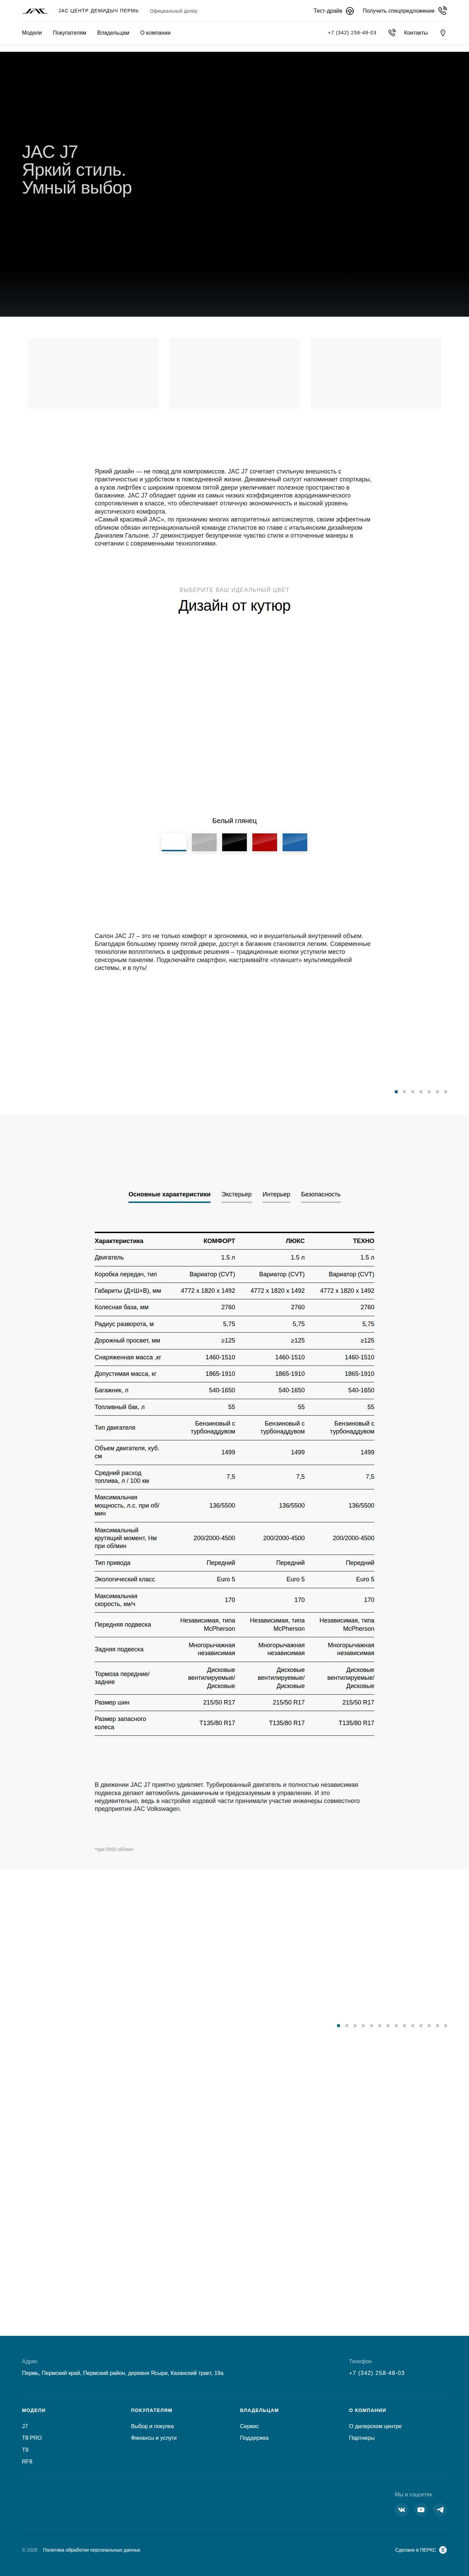 JAC
JAC ЦЕНТР ДЕМИДЫЧ ПЕРМЬ
Официальный дилер
Тест-драйв
Получить спецпредложение
Модели
Покупателям
Владельцам
О компании
+7 (342) 258-48-03
Контакты
JAC J7
Яркий стиль.
Умный выбор
Яркий дизайн — не повод для компромиссов. JAC J7 сочетает стильную внешность с
практичностью и удобством в повседневной жизни. Динамичный силуэт напоминает спорткары,
а кузов лифтбек с широким проемом пятой двери увеличивает полезное пространство в
багажнике. JAC J7 обладает одним из самых низких коэффициентов аэродинамического
сопротивления в классе, что обеспечивает отличную экономичность и высокий уровень
акустического комфорта.
«Самый красивый JAC», по признанию многих авторитетных автоэкспертов, своим эффектным
обликом обязан интернациональной команде стилистов во главе с итальянским дизайнером
Даниэлем Гальоне. J7 демонстрирует безупречное чувство стиля и отточенные манеры в
сочетании с современными технологиями.
ВЫБЕРИТЕ ВАШ ИДЕАЛЬНЫЙ ЦВЕТ
Дизайн от кутюр
Белый глянец
Салон JAC J7 – это не только комфорт и эргономика, но и внушительный внутренний объем.
Благодаря большому проему пятой двери, доступ в багажник становится легким. Современные
технологии воплотились в цифровые решения – традиционные кнопки уступили место
сенсорным панелям. Подключайте смартфон, настраивайте «планшет» мультимедийной
системы, и в путь!
Основные характеристики
Экстерьер
Интерьер
Безопасность
Характеристика КОМФОРТ ЛЮКС ТЕХНО
Двигатель 1.5 л 1.5 л 1,5 л
Коробка передач, тип Вариатор (CVT) Вариатор (CVT) Вариатор (CVT)
Габариты (Д×Ш×В), мм 4772 x 1820 x 1492 4772 x 1820 x 1492 4772 x 1820 x 1492
Колесная база, мм 2760 2760 2760
Радиус разворота, м 5,75 5,75 5,75
Дорожный просвет, мм ≥125 ≥125 ≥125
Снаряженная масса ,кг 1460-1510 1460-1510 1460-1510
Допустимая масса, кг 1865-1910 1865-1910 1865-1910
Багажник, л 540-1650 540-1650 540-1650
Топливный бак, л 55 55 55
Тип двигателя Бензиновый с турбонаддувом Бензиновый с турбонаддувом Бензиновый с турбонаддувом
Объем двигателя, куб. см 1499 1499 1499
Средний расход топлива, л / 100 км 7,5 7,5 7,5
Максимальная мощность, л.с. при об/мин 136/5500 136/5500 136/5500
Максимальный крутящий момент, Нм при об/мин 200/2000-4500 200/2000-4500 200/2000-4500
Тип привода Передний Передний Передний
Экологический класс Euro 5 Euro 5 Euro 5
Максимальная скорость, км/ч 170 170 170
Передняя подвеска Независимая, типа McPherson Независимая, типа McPherson Независимая, типа McPherson
Задняя подвеска Многорычажная независимая Многорычажная независимая Многорычажная независимая
Тормоза передние/задние Дисковые вентилируемые/Дисковые Дисковые вентилируемые/Дисковые Дисковые вентилируемые/Дисковые
Размер шин 215/50 R17 215/50 R17 215/50 R17
Размер запасного колеса T135/80 R17 T135/80 R17 T135/80 R17
В движении JAC J7 приятно удивляет. Турбированный двигатель и полностью независимая
подвеска делают автомобиль динамичным и предсказуемым в управлении. И это
неудивительно, ведь в настройке ходовой части принимали участие инженеры совместного
предприятия JAC Volkswagen.
*при 5500 об/мин
Адрес
Пермь, Пермский край, Пермский район, деревня Ясыри, Казанский тракт, 19а
Телефон
+7 (342) 258-48-03
МОДЕЛИ
J7
T8 PRO
T9
RF8
ПОКУПАТЕЛЯМ
Выбор и покупка
Финансы и услуги
ВЛАДЕЛЬЦАМ
Сервис
Поддержка
О КОМПАНИИ
О дилерском центре
Партнеры
Мы в соцсетях
© 2026
Политика обработки персональных данных
Сделано в ПЕРКС